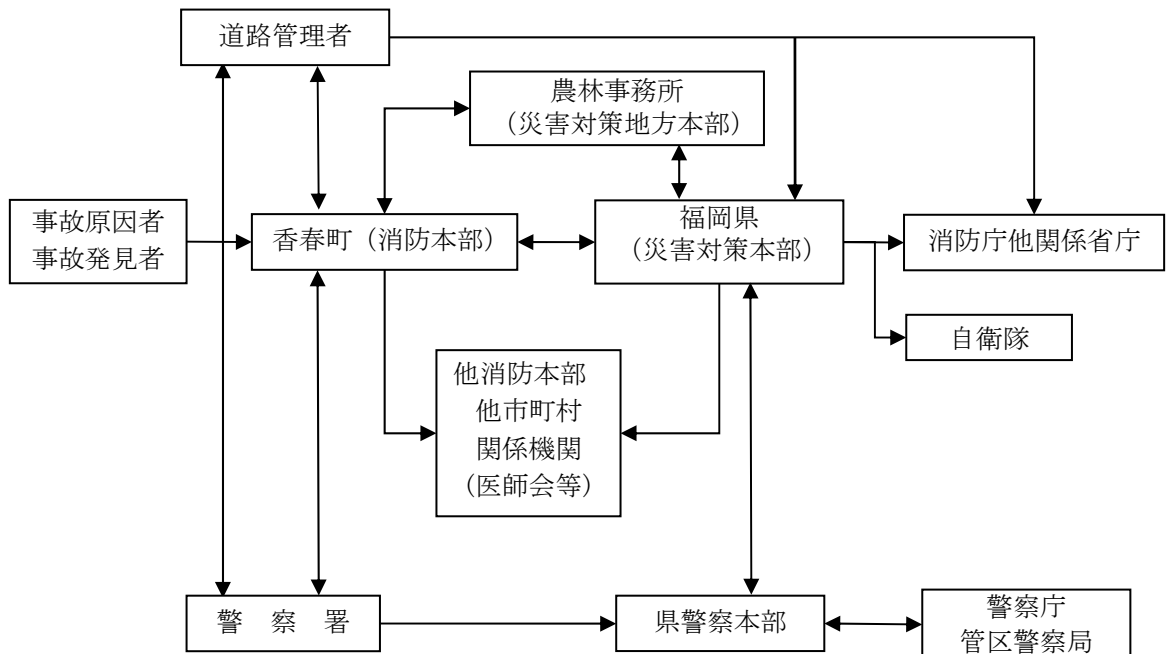 道路管理者
農林事務所
（災害対策地方本部）
事故原因者
事故発見者
香春町（消防本部）
福岡県
（災害対策本部）
消防庁他関係省庁
自衛隊
他消防本部
他市町村
関係機関
（医師会等）
警　察　署
県警察本部
警察庁
管区警察局